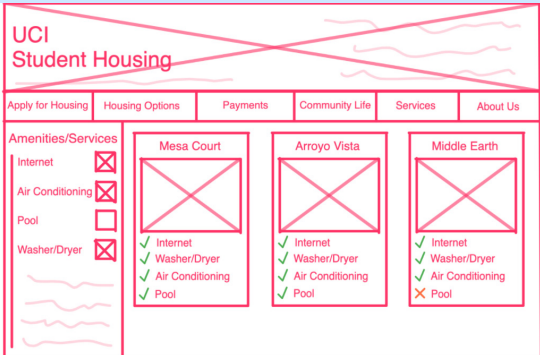 UCI
Student Housing
Apply for Housing
Housing Options
Payments
Community Life
Services
About Us
Amenities/Services
Internet
Air Conditioning
Pool
Washer/Dryer
Mesa Court
Internet
Washer/Dryer
Air Conditioning
Pool
Arroyo Vista
Internet
Washer/Dryer
Air Conditioning
Pool
Middle Earth
Internet
Washer/Dryer
Air Conditioning
Pool